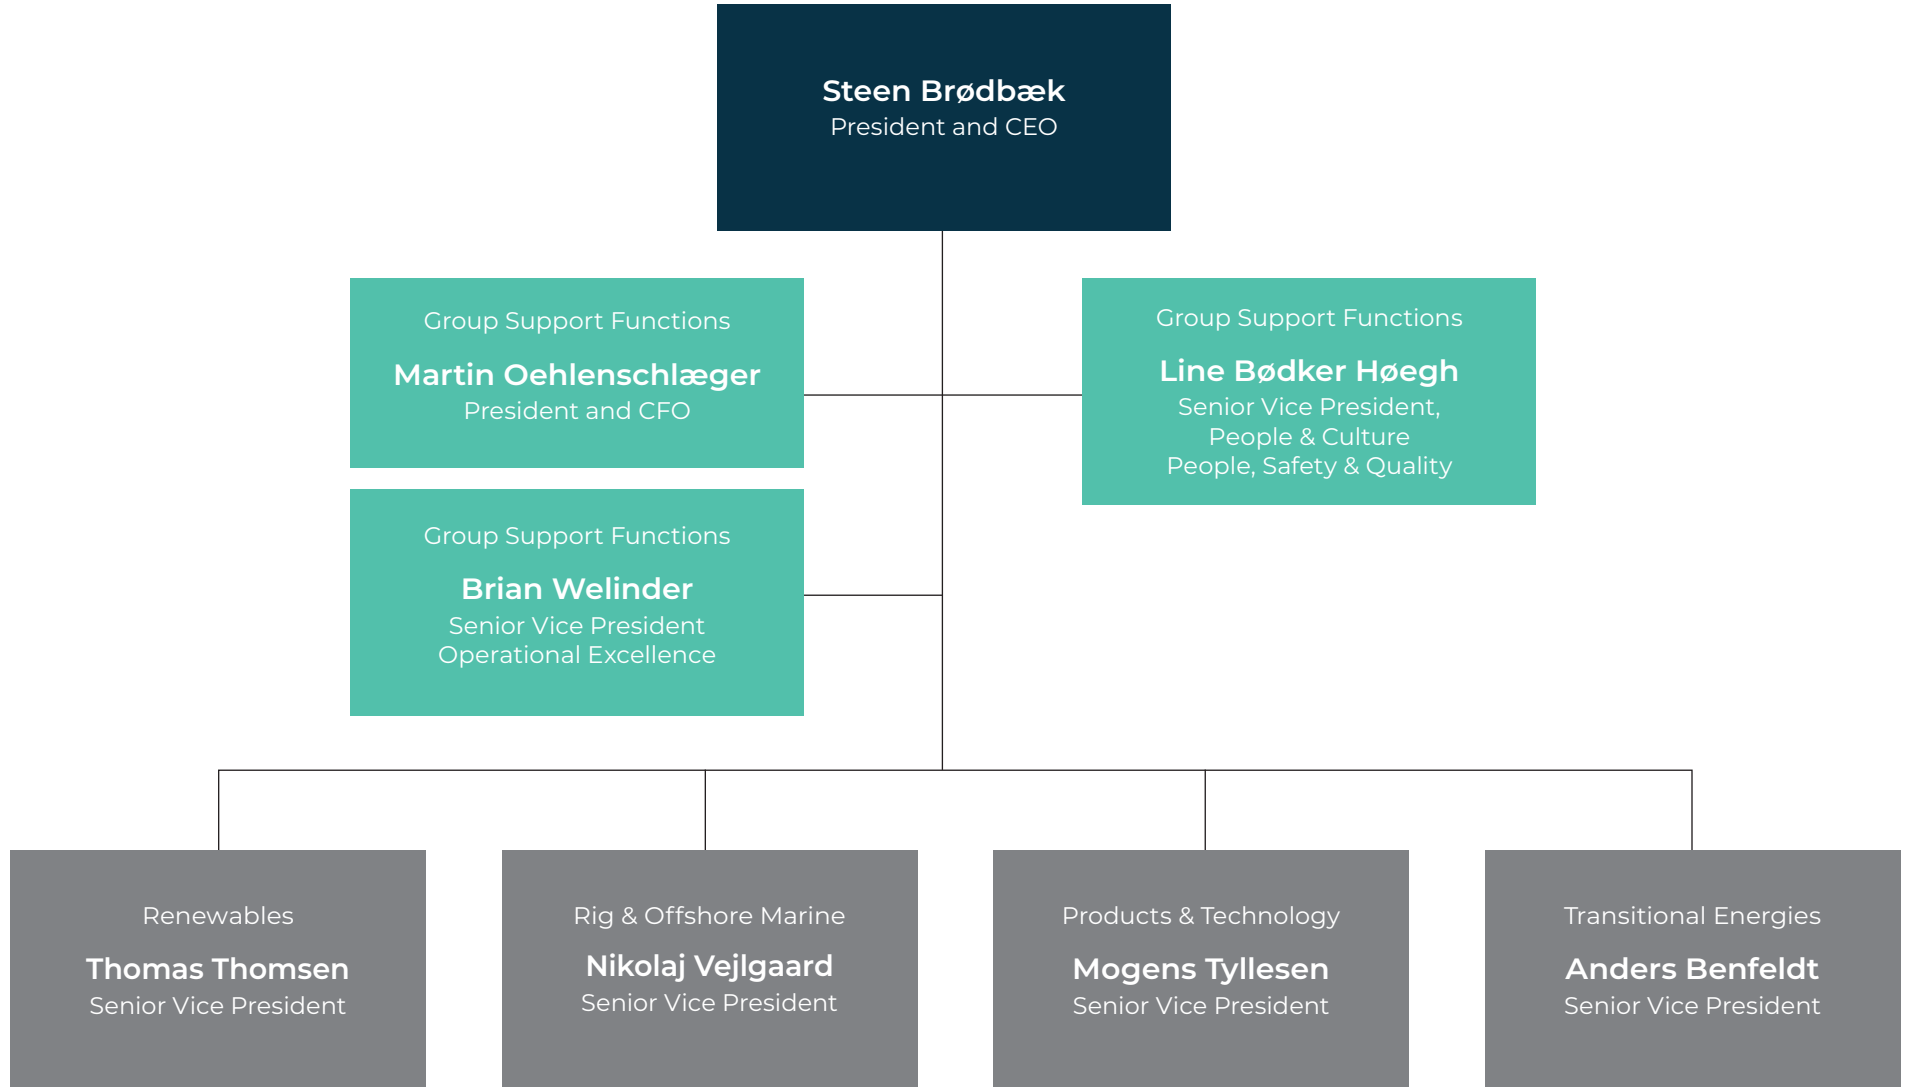 Steen Brødbæk
President and CEO
Group Support Functions
Martin Oehlenschlæger
President and CFO
Group Support Functions
Line Bødker Høegh
Senior Vice President,
People & Culture
People, Safety & Quality
Group Support Functions
Brian Welinder
Senior Vice President
Operational Excellence
Renewables
Thomas Thomsen
Senior Vice President
Rig & Offshore Marine
Nikolaj Vejlgaard
Senior Vice President
Products & Technology
Mogens Tyllesen
Senior Vice President
Transitional Energies
Anders Benfeldt
Senior Vice President